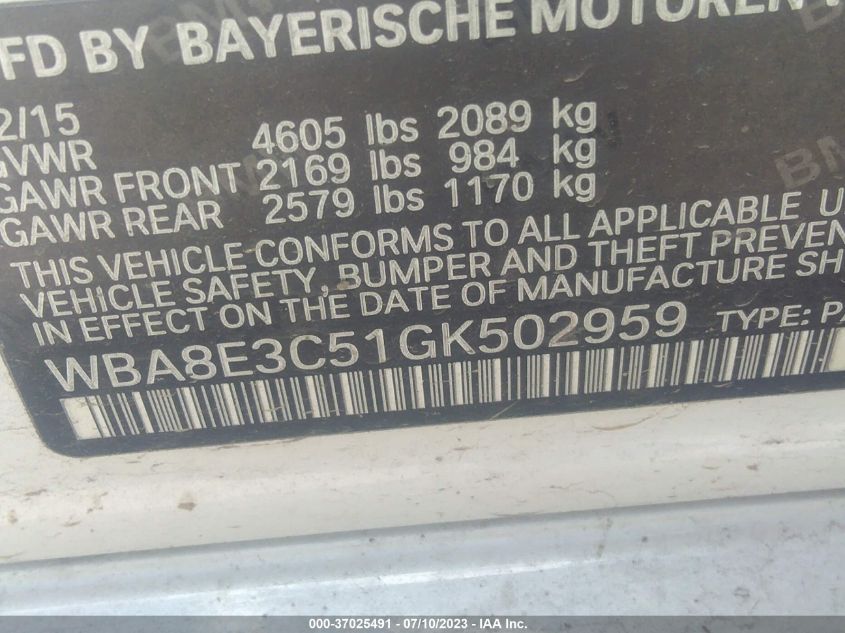 FD BY BAYERISCHE MOTOREN
2/15
GVWR 4605 lbs 2089 kg
GAWR FRONT 2169 lbs 984 kg
GAWR REAR 2579 lbs 1170 kg
THIS VEHICLE CONFORMS TO ALL APPLICABLE U
VEHICLE SAFETY, BUMPER AND THEFT PREVEN
IN EFFECT ON THE DATE OF MANUFACTURE SH
WBA8E3C51GK502959 TYPE: PA
000-37025491 - 07/10/2023 - IAA, Inc.